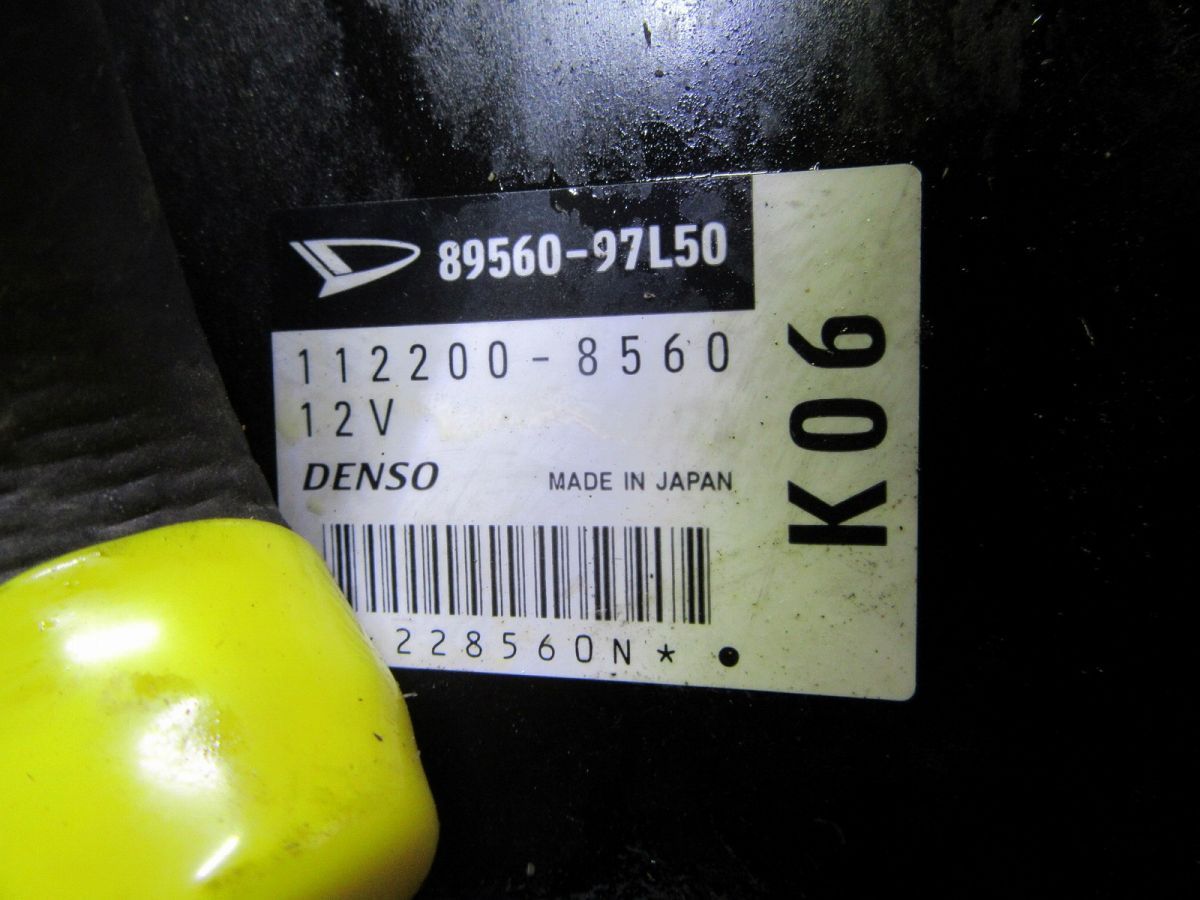 89560-97L50
112200-8560
12V
DENSO MADE IN JAPAN
228560N*●
K06